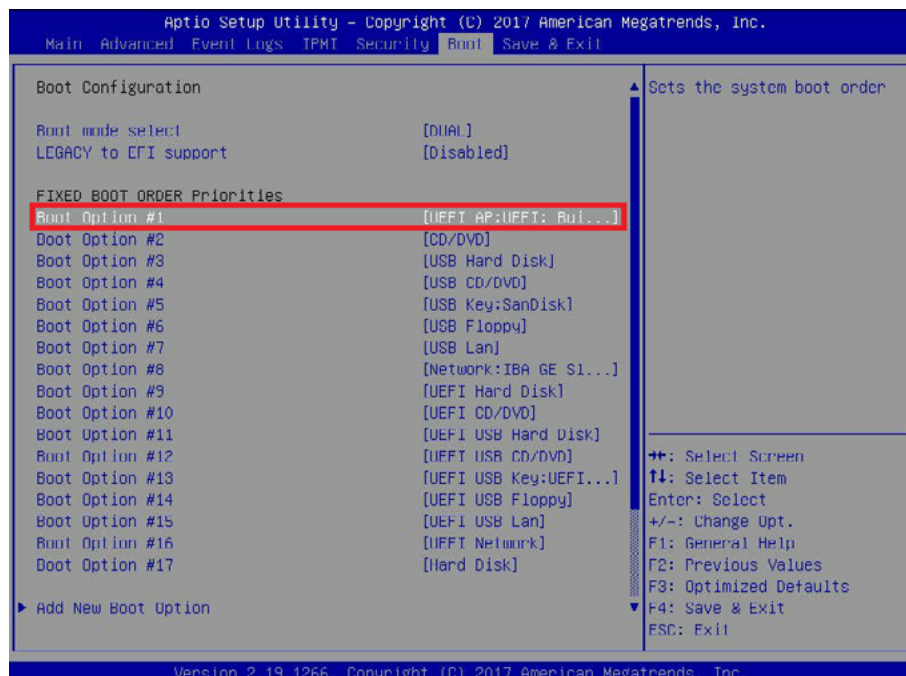 Aptio Setup Utility – Copyright (C) 2017 American Megatrends, Inc.
Main Advanced Event Logs IPMI Security Boot Save & Exit
Boot Configuration
Boot mode select [DUAL]
LEGACY to EFI support [Disabled]
FIXED BOOT ORDER Priorities
Boot Option #1 [UEFI AP:UEFI: Bui...]
Boot Option #2 [CD/DVD]
Boot Option #3 [USB Hard Disk]
Boot Option #4 [USB CD/DVD]
Boot Option #5 [USB Key:SanDisk]
Boot Option #6 [USB Floppy]
Boot Option #7 [USB Lan]
Boot Option #8 [Network:IBA GE Sl...]
Boot Option #9 [UEFI Hard Disk]
Boot Option #10 [UEFI CD/DVD]
Boot Option #11 [UEFI USB Hard Disk]
Boot Option #12 [UEFI USB CD/DVD]
Boot Option #13 [UEFI USB Key:UEFI...]
Boot Option #14 [UEFI USB Floppy]
Boot Option #15 [UEFI USB Lan]
Boot Option #16 [UEFI Network]
Boot Option #17 [Hard Disk]
Add New Boot Option
Sets the system boot order
→←: Select Screen
↑↓: Select Item
Enter: Select
+/-: Change Opt.
F1: General Help
F2: Previous Values
F3: Optimized Defaults
F4: Save & Exit
ESC: Exit
Version 2.19.1266. Copyright (C) 2017 American Megatrends, Inc.